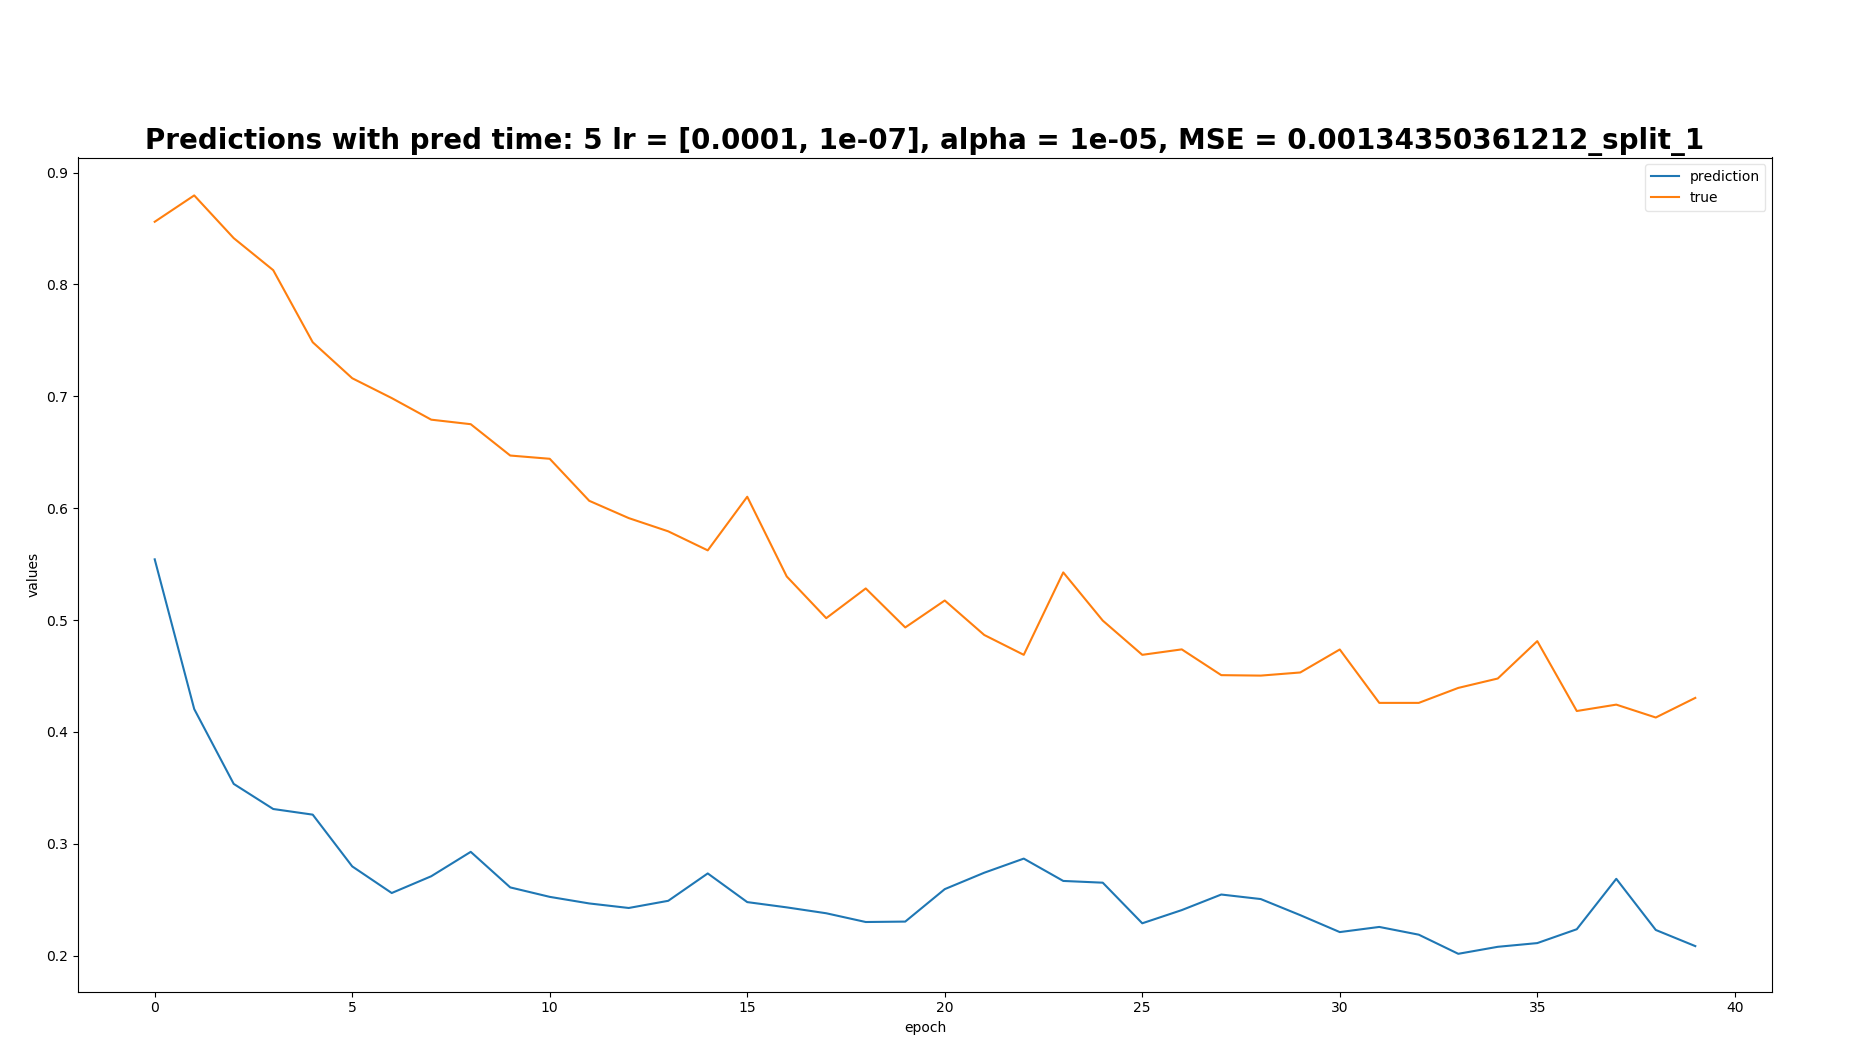 Predictions with pred time: 5 lr = [0.0001, 1e-07], alpha = 1e-05, MSE = 0.00134350361212_split_1
prediction
true
values
0.9
0.8
0.7
0.6
0.5
0.4
0.3
0.2
0 5 10 15 20 25 30 35 40
epoch